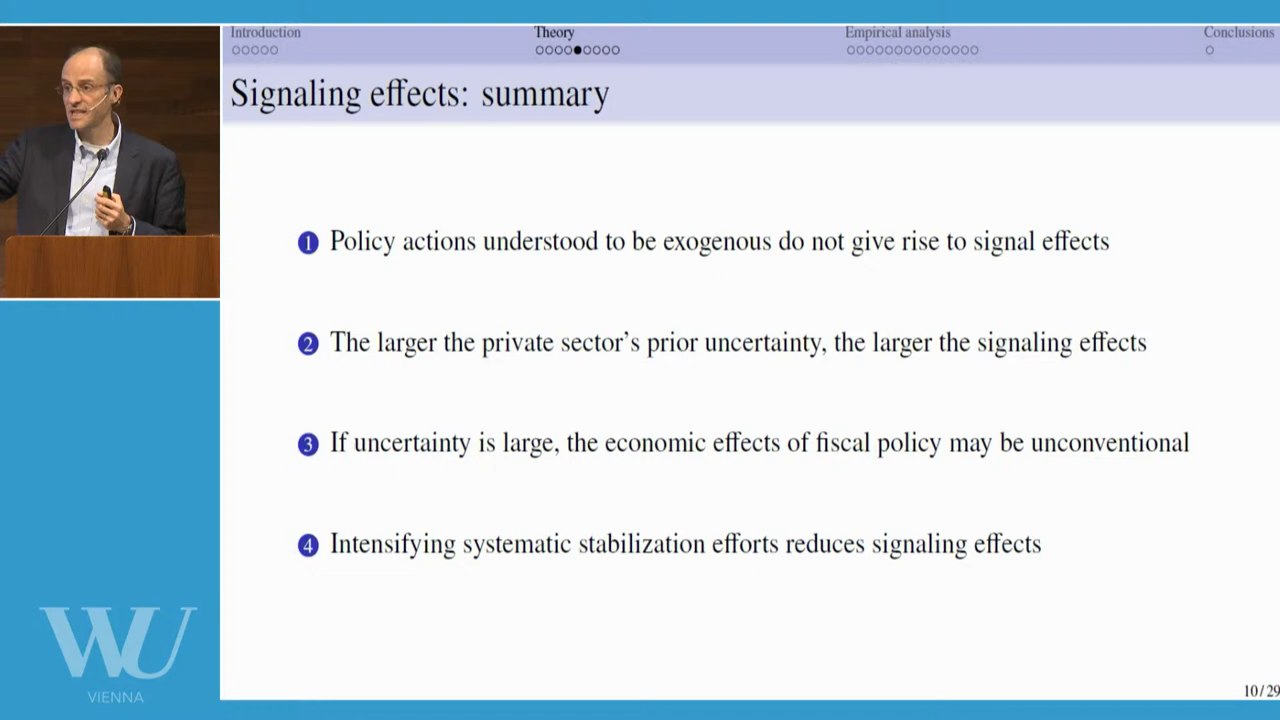 Introduction
Theory
Empirical analysis
Conclusions
Signaling effects: summary
1 Policy actions understood to be exogenous do not give rise to signal effects
2 The larger the private sector's prior uncertainty, the larger the signaling effects
3 If uncertainty is large, the economic effects of fiscal policy may be unconventional
4 Intensifying systematic stabilization efforts reduces signaling effects
WU
VIENNA
10/29